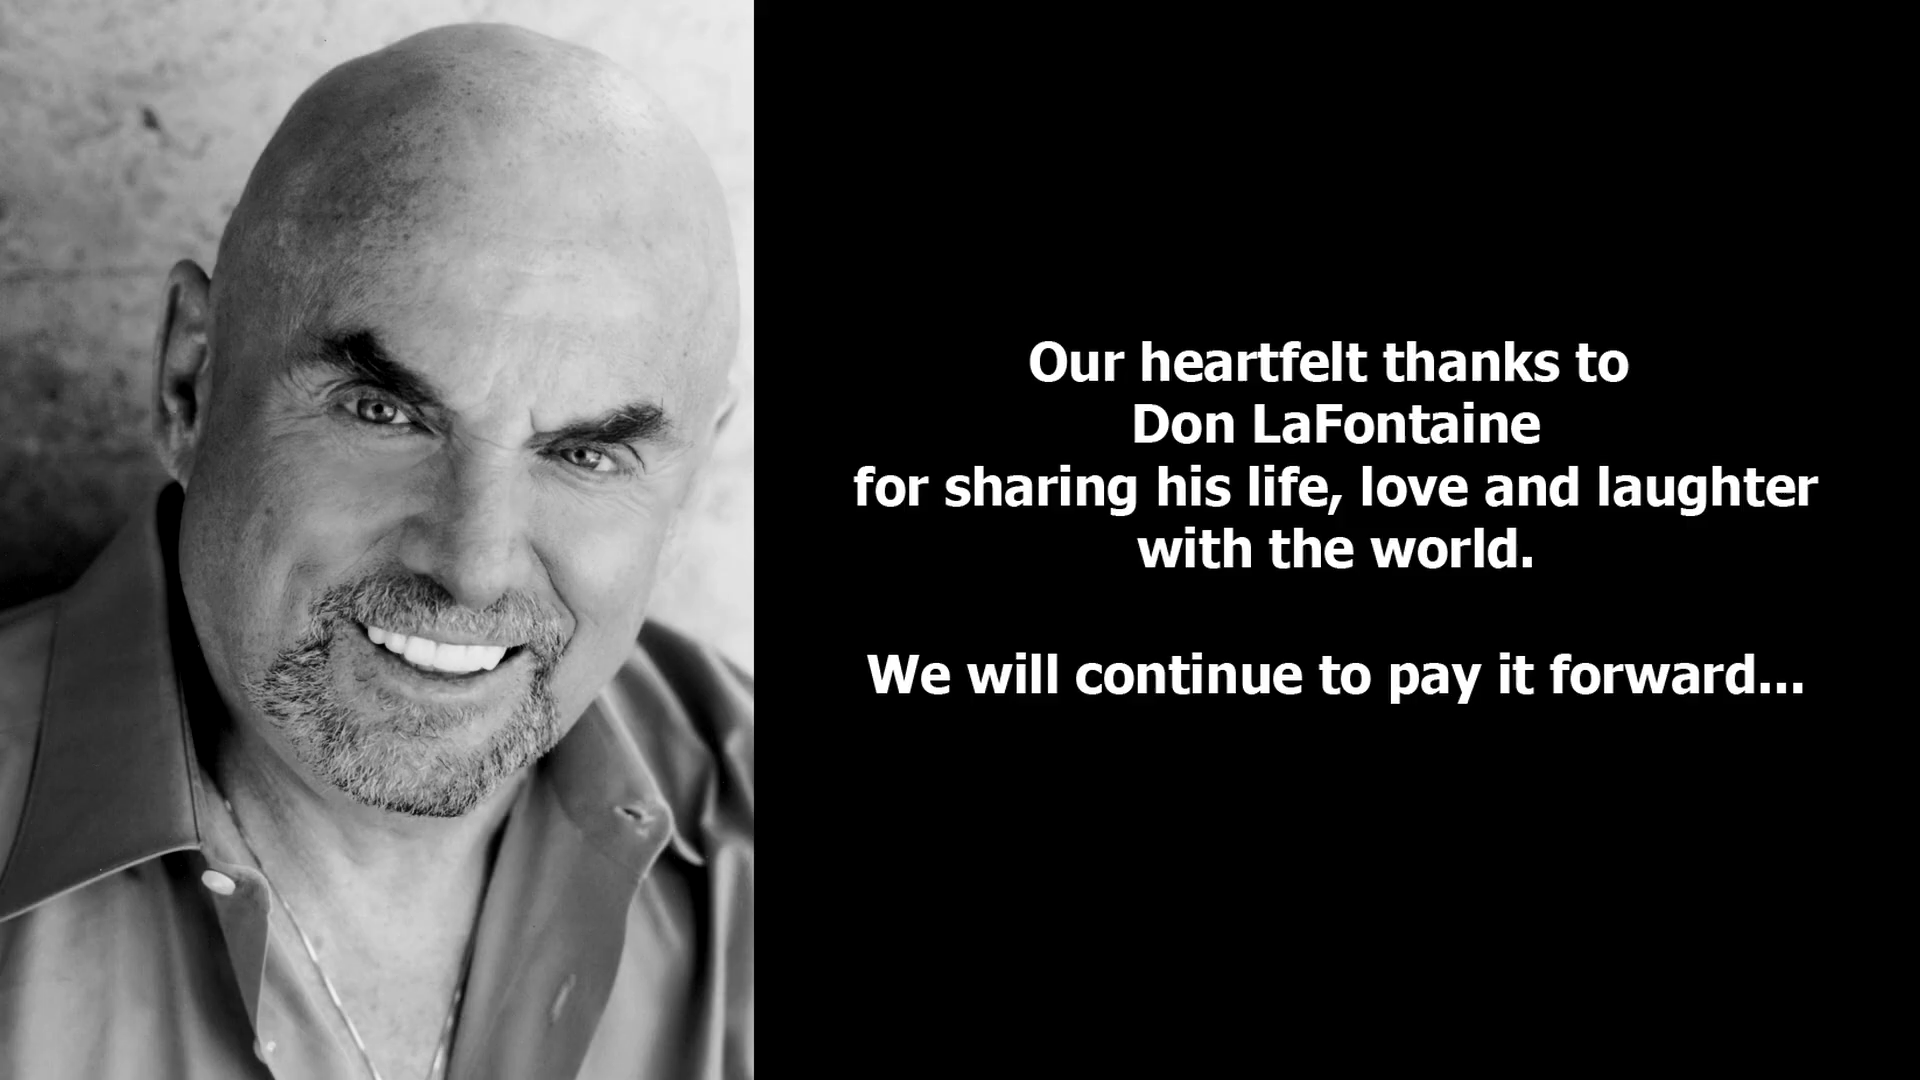 Our heartfelt thanks to
Don LaFontaine
for sharing his life, love and laughter
with the world.
We will continue to pay it forward...